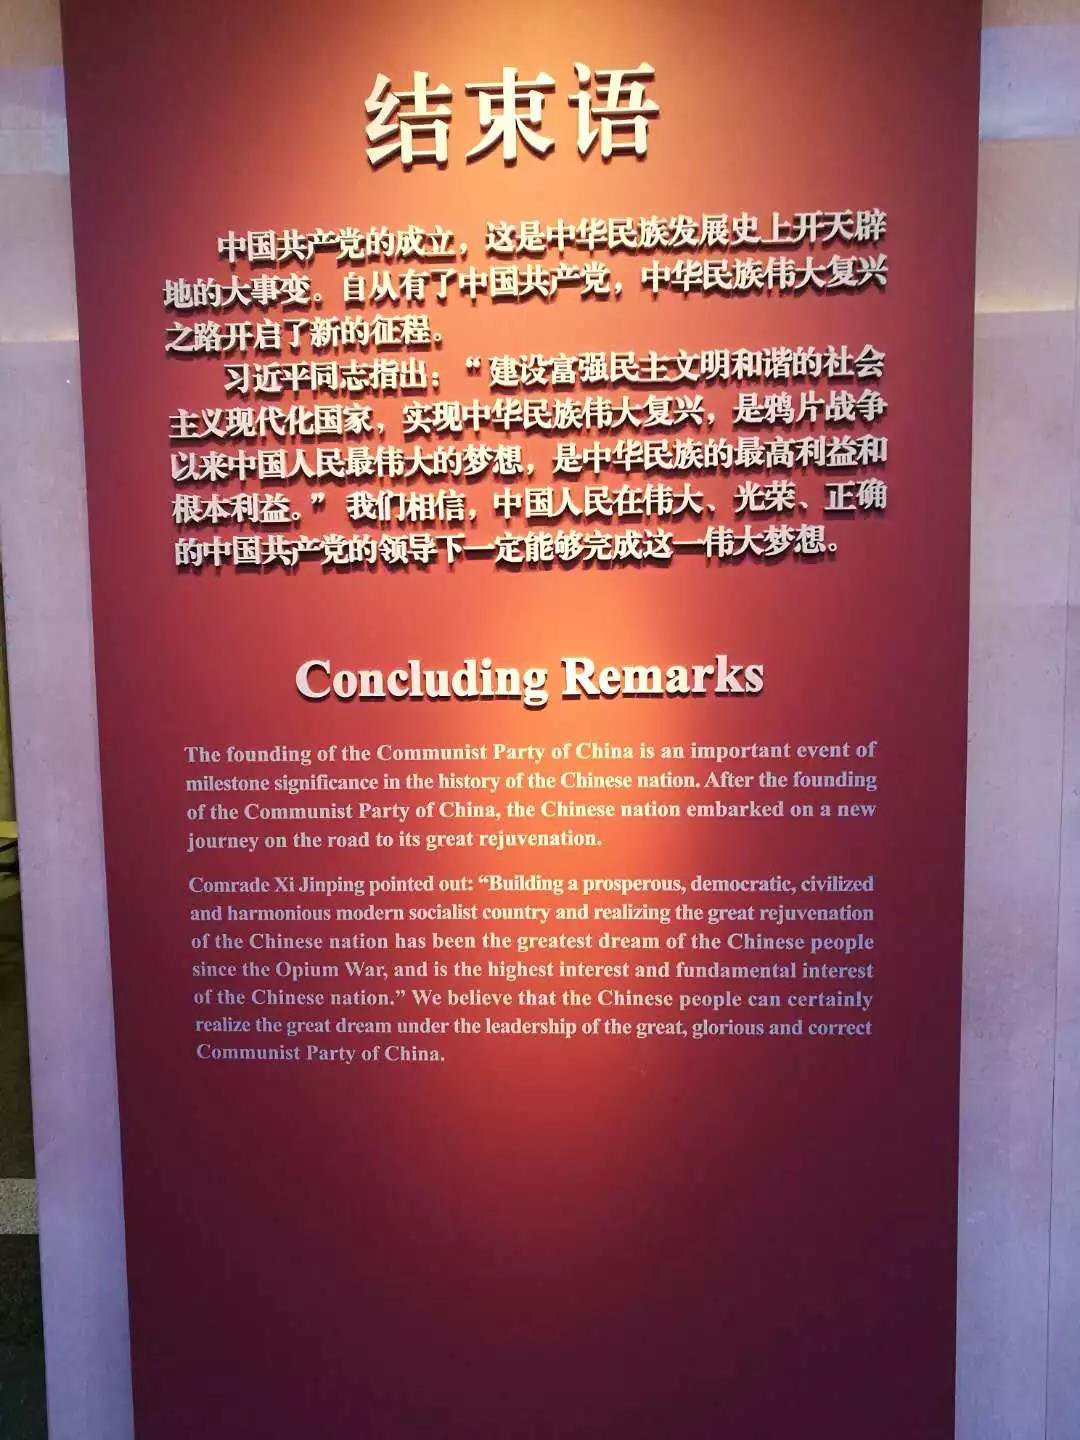 结束语
中国共产党的成立，这是中华民族发展史上开天辟
地的大事变。自从有了中国共产党，中华民族伟大复兴
之路开启了新的征程。
习近平同志指出：“建设富强民主文明和谐的社会
主义现代化国家，实现中华民族伟大复兴，是鸦片战争
以来中国人民最伟大的梦想，是中华民族的最高利益和
根本利益。”我们相信，中国人民在伟大、光荣、正确
的中国共产党的领导下一定能够完成这一伟大梦想。
Concluding Remarks
The founding of the Communist Party of China is an important event of
milestone significance in the history of the Chinese nation. After the founding
of the Communist Party of China, the Chinese nation embarked on a new
journey on the road to its great rejuvenation.
Comrade Xi Jinping pointed out: “Building a prosperous, democratic, civilized
and harmonious modern socialist country and realizing the great rejuvenation
of the Chinese nation has been the greatest dream of the Chinese people
since the Opium War, and is the highest interest and fundamental interest
of the Chinese nation.” We believe that the Chinese people can certainly
realize the great dream under the leadership of the great, glorious and correct
Communist Party of China.